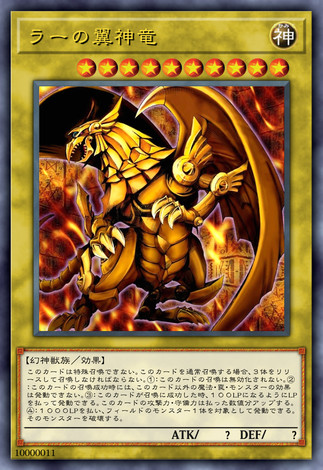 ラーの翼神竜
神
【幻神獣族／効果】
このカードは特殊召喚できない。このカードを通常召喚する場合、3体をリリ
ースして召喚しなければならない。①:このカードの召喚は無効化されない。②
:このカードの召喚成功時には、このカード以外の魔法・罠・モンスターの効果
は発動できない。③:このカードが召喚に成功した時、100LPになるようにLP
を払って発動できる。このカードの攻撃力・守備力は払った数値分アップする。
④:1000LPを払い、フィールドのモンスター1体を対象として発動できる。
そのモンスターを破壊する。
ATK/ ? DEF/ ?
10000011